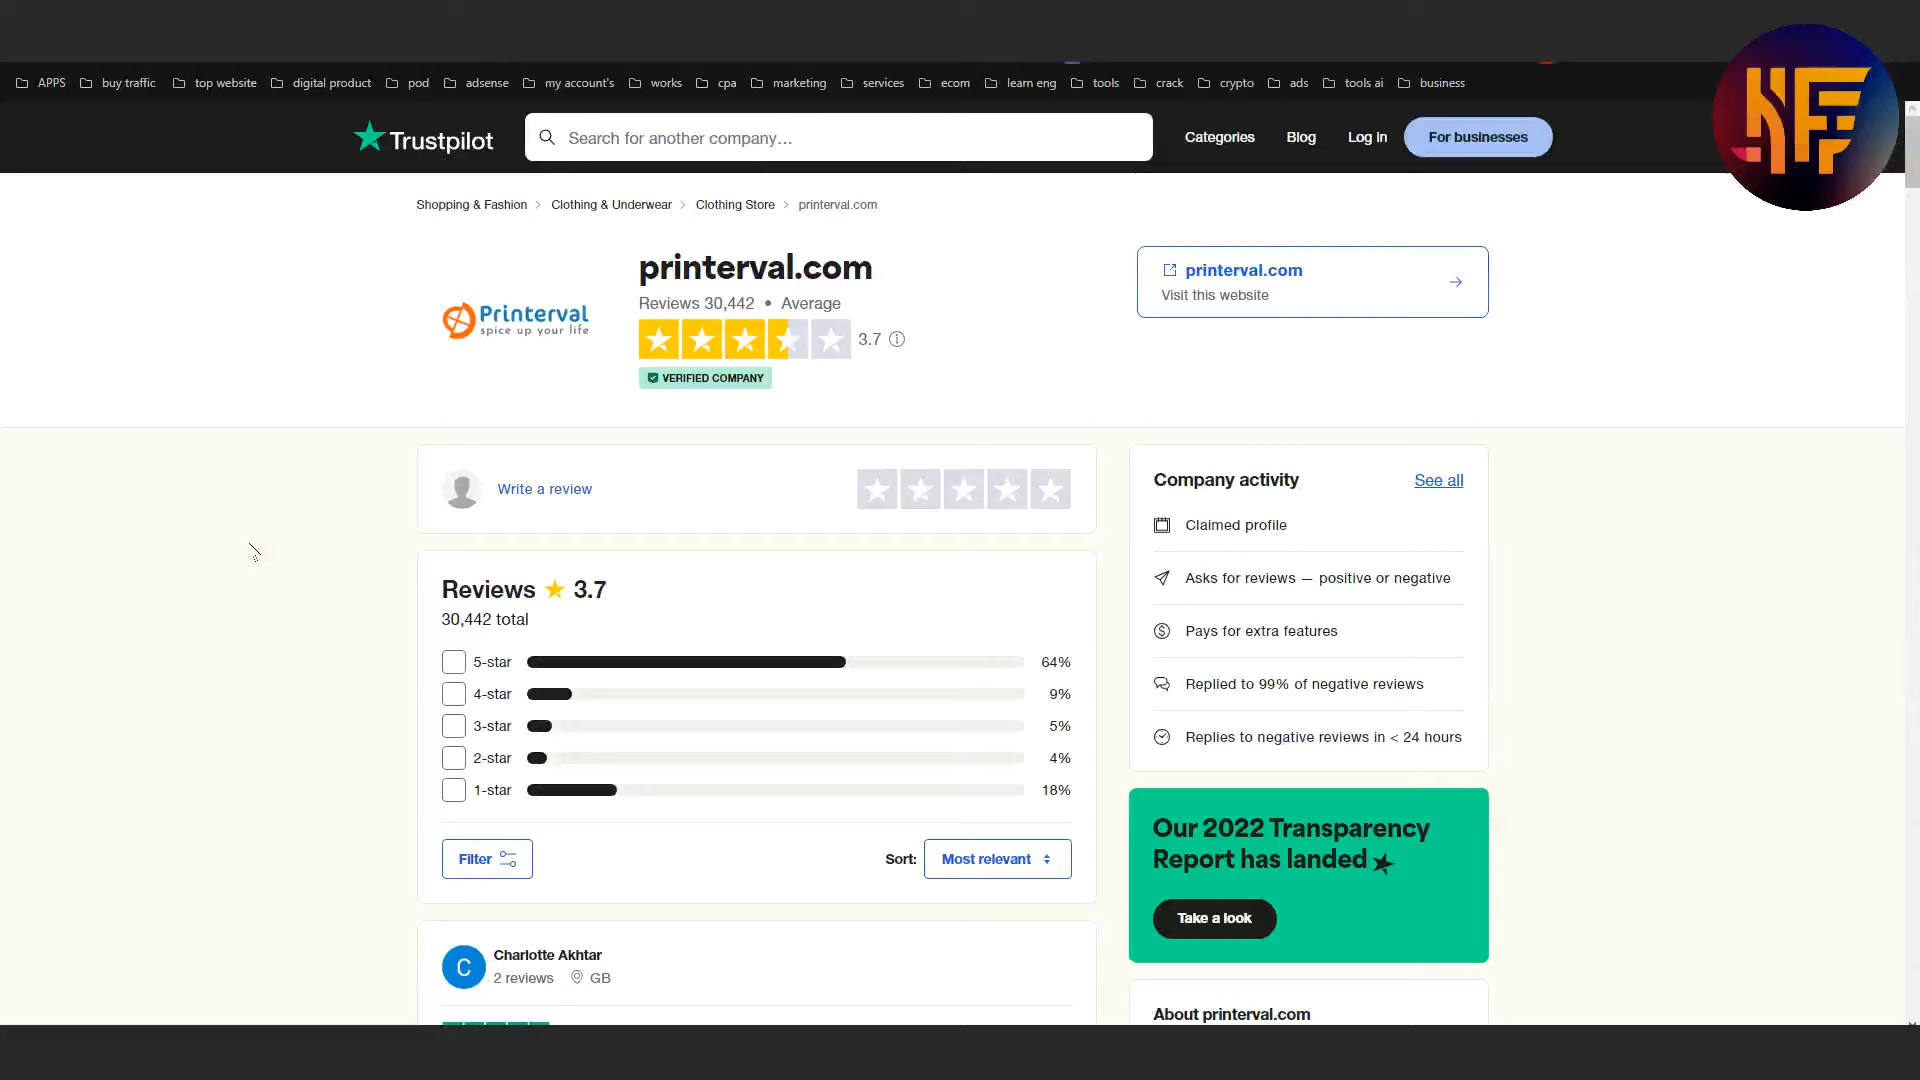 APPS buy traffic top website digital product pod adsense my account's works cpa marketing services ecom learn eng tools crack crypto ads tools ai business
Trustpilot Search for another company... Categories Blog Log in For businesses
Shopping & Fashion > Clothing & Underwear > Clothing Store > printerval.com
printerval.com
Reviews 30,442 • Average
3.7
VERIFIED COMPANY
Printerval
spice up your life
printerval.com
Visit this website
Write a review
Reviews 3.7
30,442 total
5-star 64%
4-star 9%
3-star 5%
2-star 4%
1-star 18%
Filter Sort: Most relevant
C Charlotte Akhtar
2 reviews GB
Company activity See all
Claimed profile
Asks for reviews — positive or negative
Pays for extra features
Replied to 99% of negative reviews
Replies to negative reviews in < 24 hours
Our 2022 Transparency
Report has landed
Take a look
About printerval.com